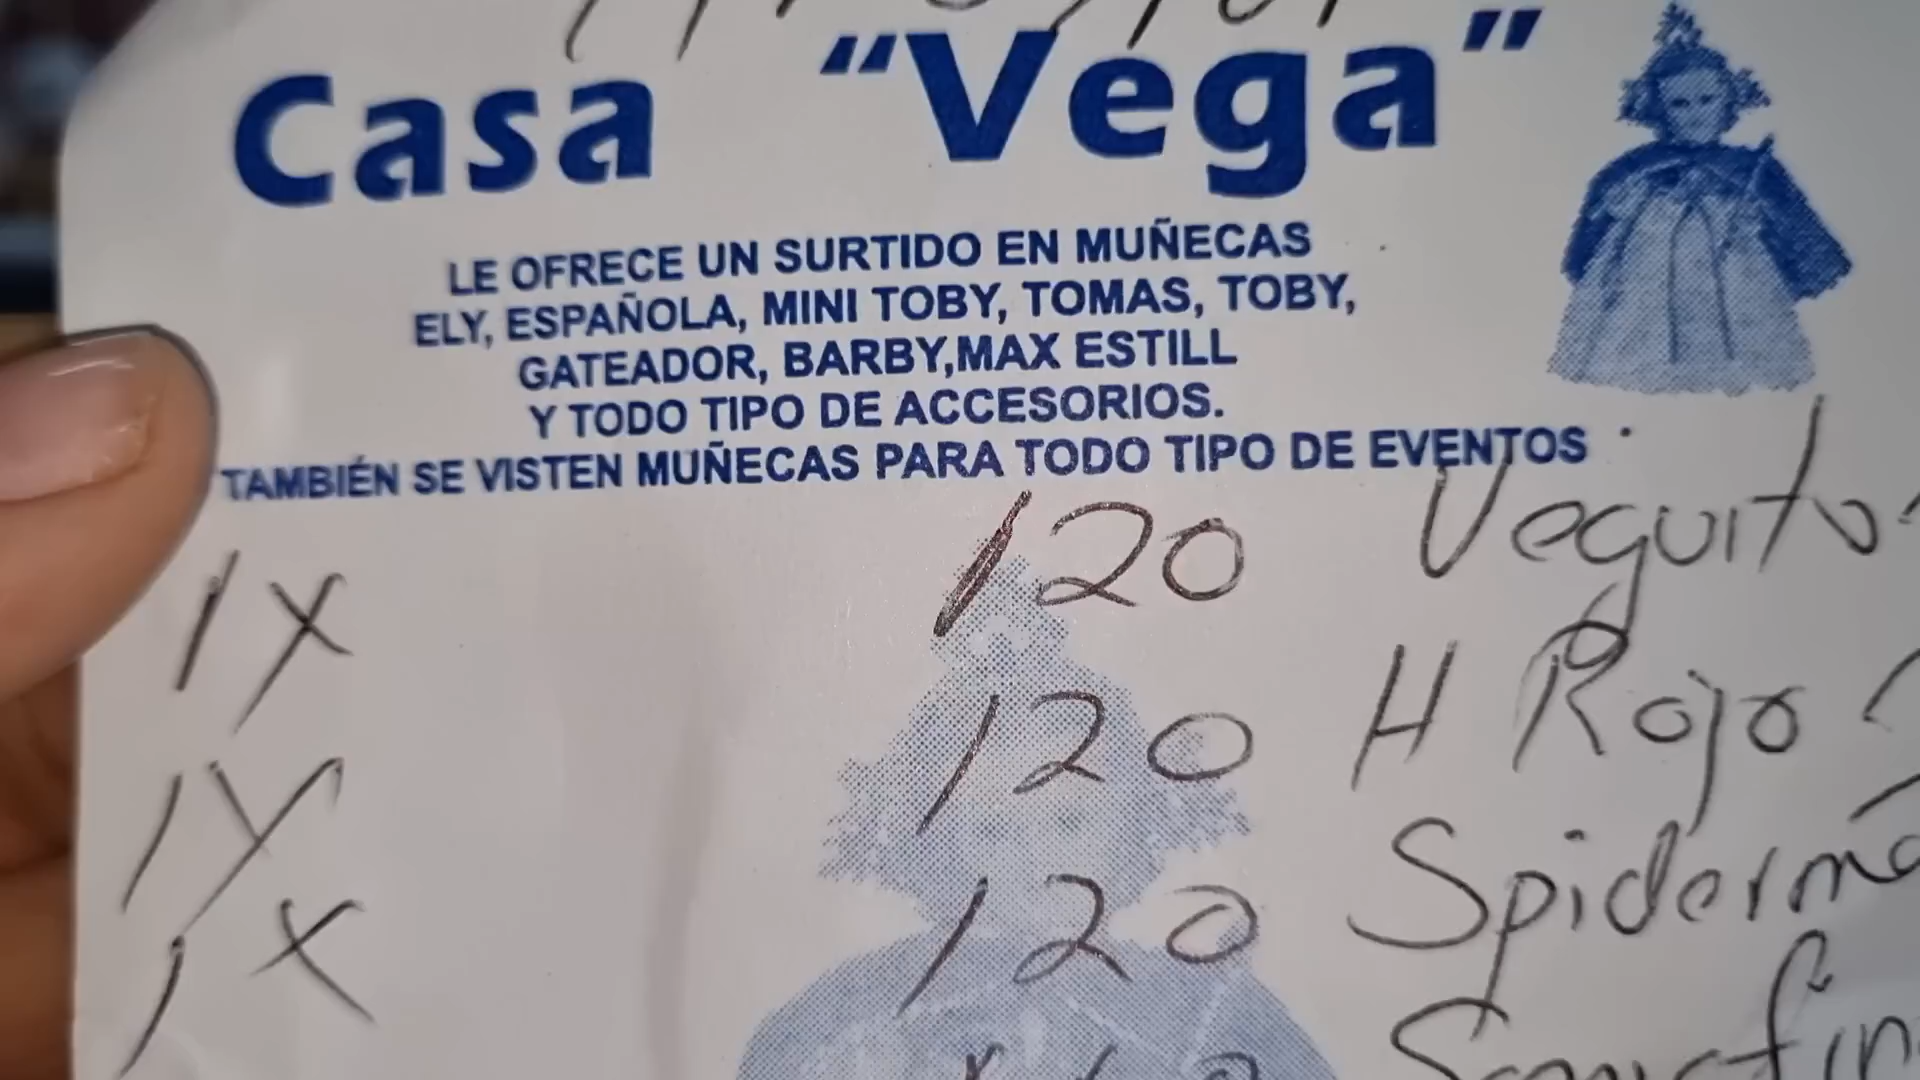 Casa "Vega"
LE OFRECE UN SURTIDO EN MUÑECAS
ELY, ESPAÑOLA, MINI TOBY, TOMAS, TOBY,
GATEADOR, BARBY,MAX ESTILL
Y TODO TIPO DE ACCESORIOS.
TAMBIÉN SE VISTEN MUÑECAS PARA TODO TIPO DE EVENTOS
1X 120 Veguito
1X 120 H Rojo
1X 120 Spiderma